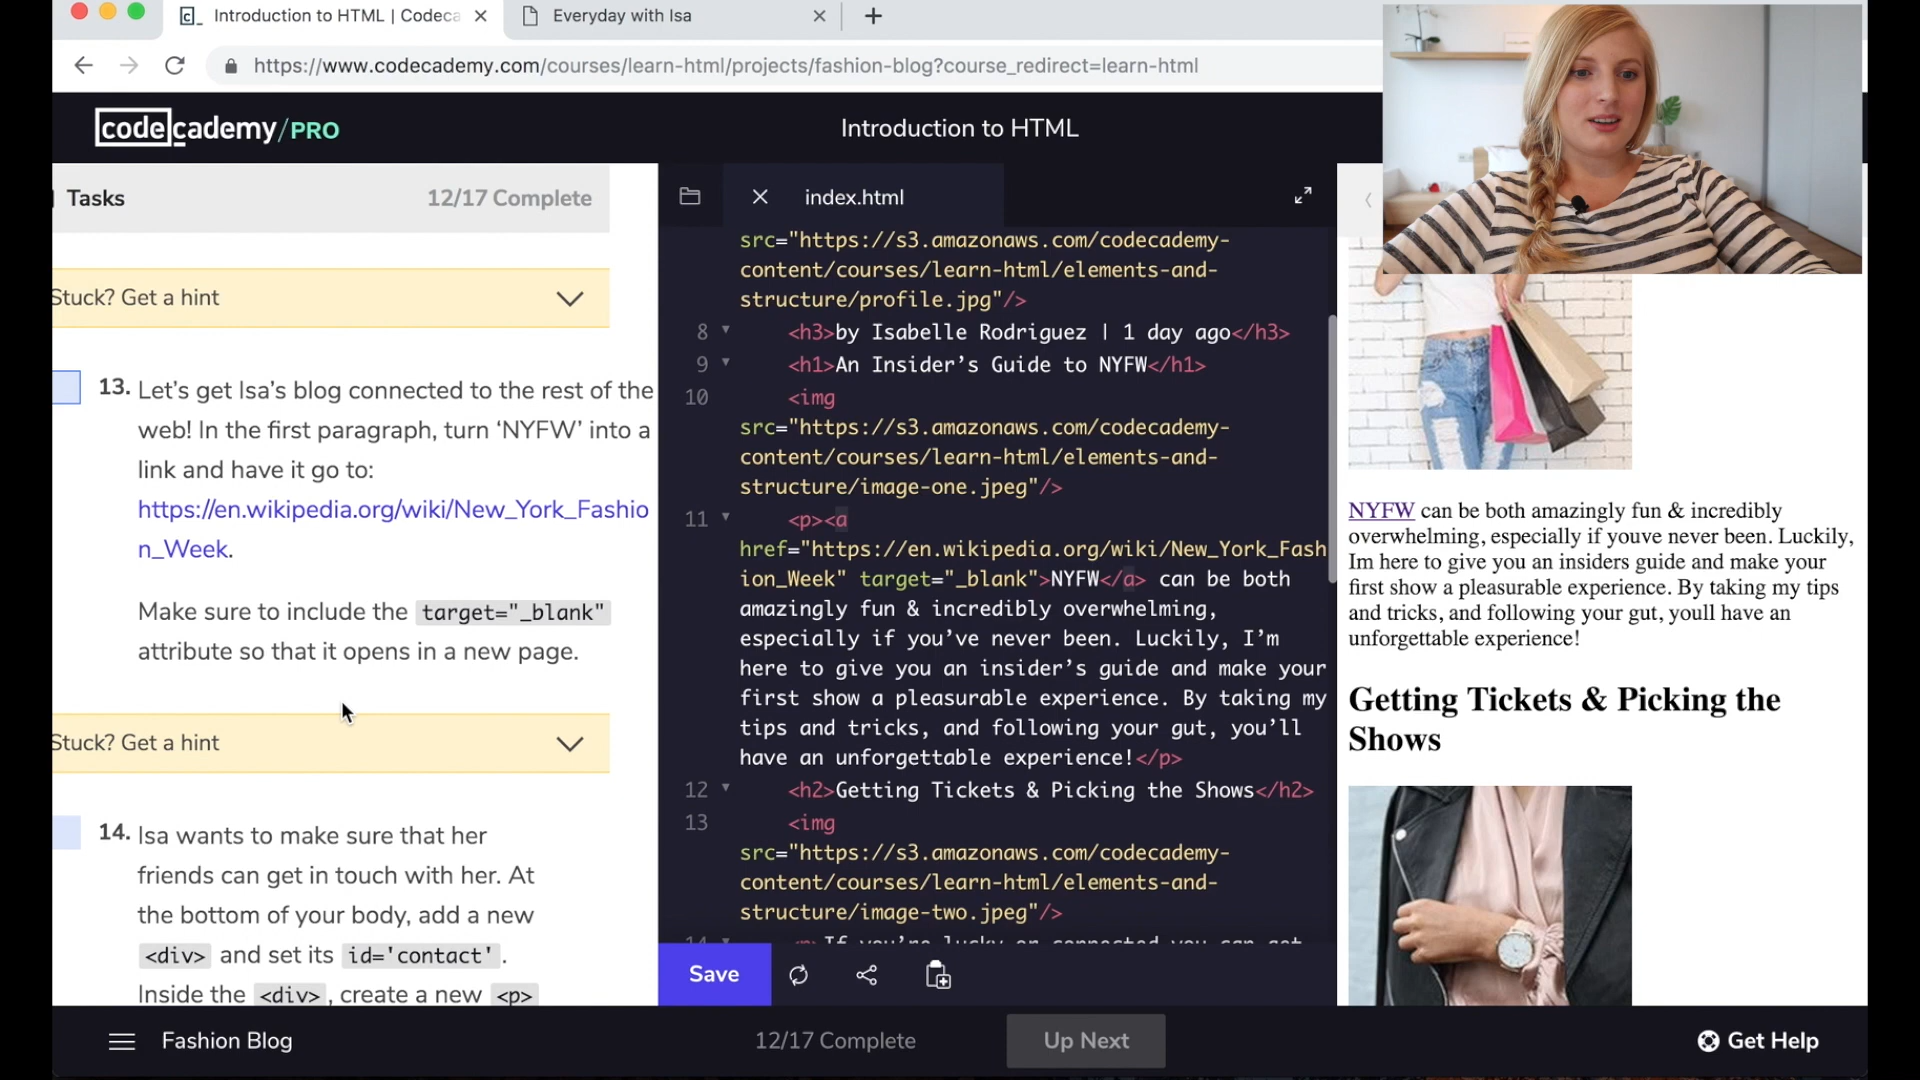 Introduction to HTML | Codeca
Everyday with Isa
https://www.codecademy.com/courses/learn-html/projects/fashion-blog?course_redirect=learn-html
codecademy/PRO
Introduction to HTML
Tasks
12/17 Complete
Stuck? Get a hint
13. Let’s get Isa’s blog connected to the rest of the
web! In the first paragraph, turn ‘NYFW’ into a
link and have it go to:
https://en.wikipedia.org/wiki/New_York_Fashio
n_Week.
Make sure to include the target="_blank"
attribute so that it opens in a new page.
Stuck? Get a hint
14. Isa wants to make sure that her
friends can get in touch with her. At
the bottom of your body, add a new
<div> and set its id='contact'.
Inside the <div>, create a new <p>
index.html
src="https://s3.amazonaws.com/codecademy-
content/courses/learn-html/elements-and-
structure/profile.jpg"/>
8 <h3>by Isabelle Rodriguez | 1 day ago</h3>
9 <h1>An Insider’s Guide to NYFW</h1>
10 <img
src="https://s3.amazonaws.com/codecademy-
content/courses/learn-html/elements-and-
structure/image-one.jpeg"/>
11 <p><a
href="https://en.wikipedia.org/wiki/New_York_Fash
ion_Week" target="_blank">NYFW</a> can be both
amazingly fun & incredibly overwhelming,
especially if you’ve never been. Luckily, I’m
here to give you an insider’s guide and make your
first show a pleasurable experience. By taking my
tips and tricks, and following your gut, you’ll
have an unforgettable experience!</p>
12 <h2>Getting Tickets & Picking the Shows</h2>
13 <img
src="https://s3.amazonaws.com/codecademy-
content/courses/learn-html/elements-and-
structure/image-two.jpeg"/>
14 <p>If you’re lucky or connected you can get
NYFW can be both amazingly fun & incredibly
overwhelming, especially if youve never been. Luckily,
Im here to give you an insiders guide and make your
first show a pleasurable experience. By taking my tips
and tricks, and following your gut, youll have an
unforgettable experience!
Getting Tickets & Picking the
Shows
Save
Fashion Blog
12/17 Complete
Up Next
Get Help